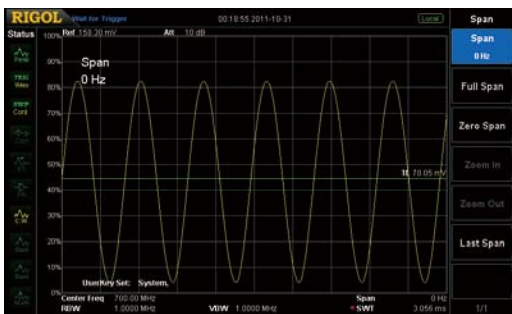 RIGOL Wait for Trigger 00:18:55 2011-10-31 Local Span
Status
100% Ref 158.30 mV Att 10 dB
Span
0 Hz
90%
Span
0 Hz
80%
Full Span
70%
Zero Span
60%
50%
Zoom In
TL 70.05 mV
40%
30%
Zoom Out
20%
Last Span
10%
UserKey Set: System,
0%
Center Freq 700.00 MHz Span 0 Hz
RBW 1.0000 MHz VBW 1.0000 MHz *SWT 3.056 ms
1/1